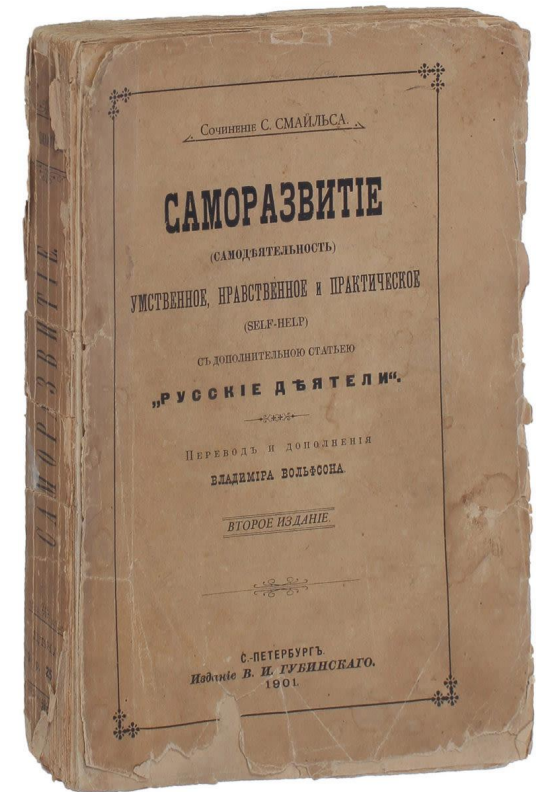 Сочиненіе С. СМАЙЛЬСА.
САМОРАЗВИТІЕ
(САМОДѢЯТЕЛЬНОСТЬ)
УМСТВЕННОЕ, НРАВСТВЕННОЕ и ПРАКТИЧЕСКОЕ
(SELF-HELP)
СЪ ДОПОЛНИТЕЛЬНОЮ СТАТЬЕЮ
„РУССКІЕ ДѢЯТЕЛИ“.
Переводъ и дополненія
ВЛАДИМІРА ВОЛЬФСОНА.
ВТОРОЕ ИЗДАНІЕ.
С.-ПЕТЕРБУРГЪ.
Изданіе В. И. ГУБИНСКАГО.
1901.
САМОРАЗВИТІЕ